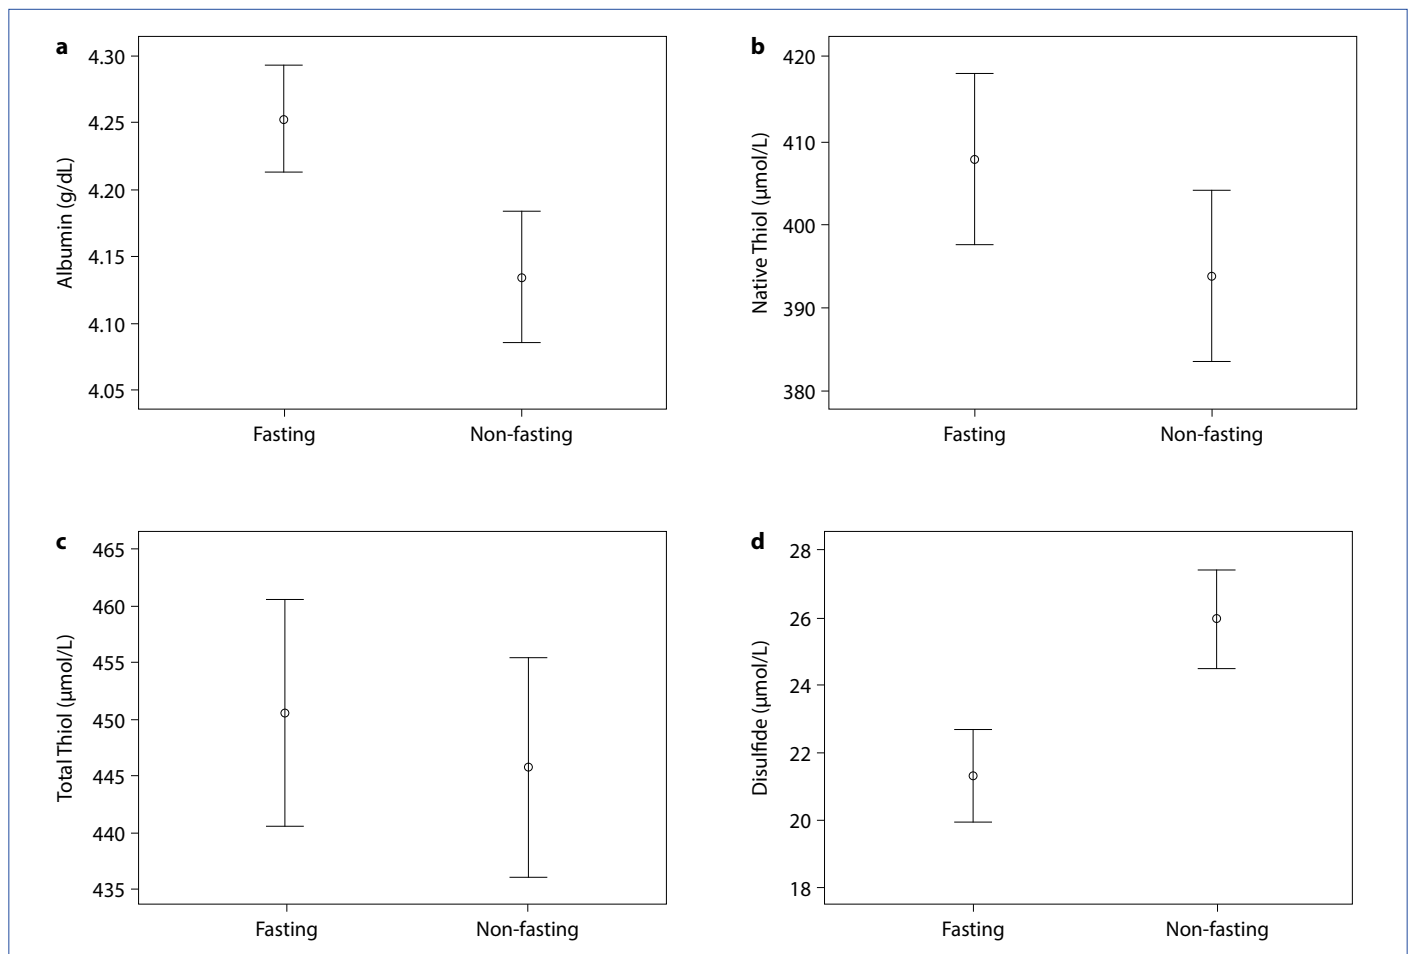 a
4.30
4.25
4.20
4.15
4.10
4.05
Albumin (g/dL)
Fasting
Non-fasting
b
420
410
400
390
380
Native Thiol (μmol/L)
Fasting
Non-fasting
c
465
460
455
450
445
440
435
Total Thiol (μmol/L)
Fasting
Non-fasting
d
28
26
24
22
20
18
Disulfide (μmol/L)
Fasting
Non-fasting